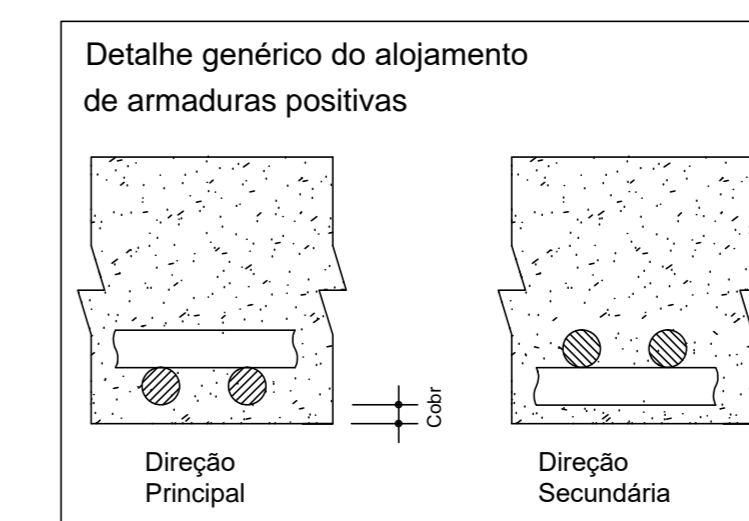 Detalhe genérico do alojamento
de armaduras positivas
Cobr
Direção
Principal
Direção
Secundária